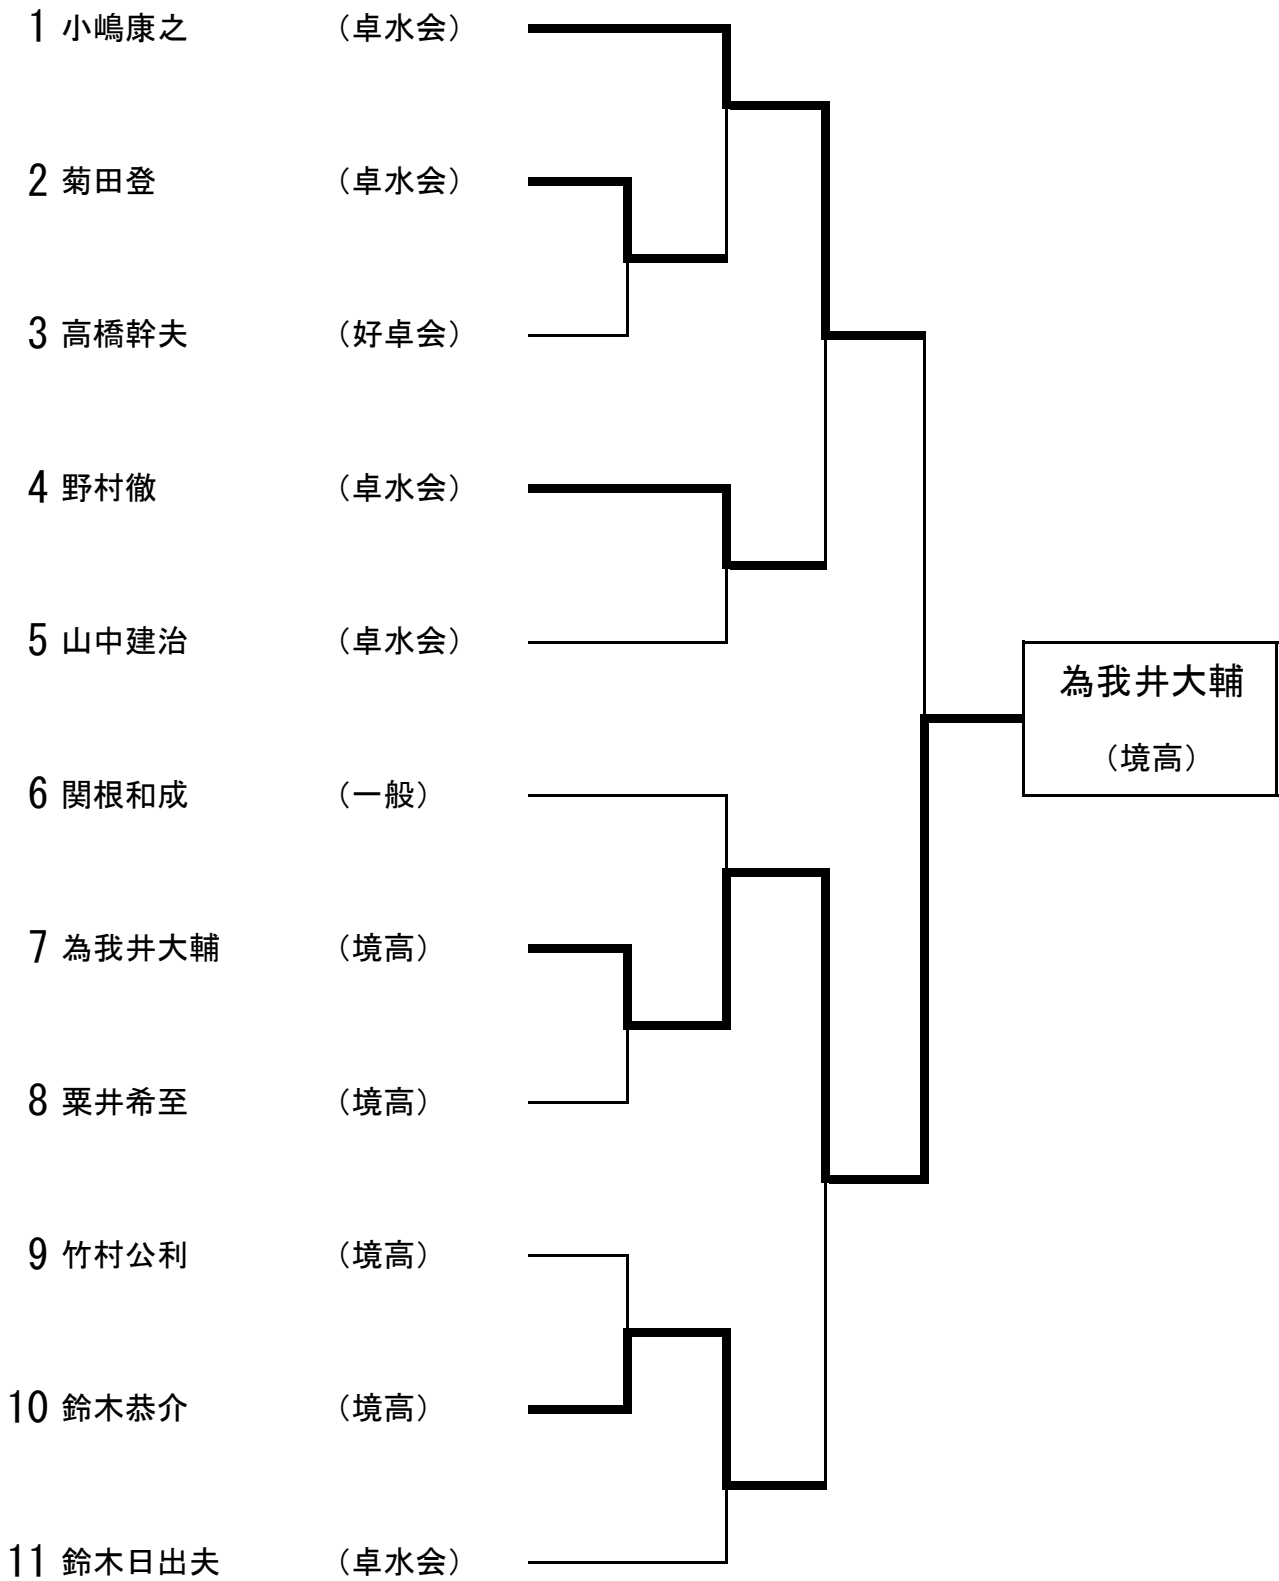 1 小嶋康之 （卓水会）
2 菊田登 （卓水会）
3 高橋幹夫 （好卓会）
4 野村徹 （卓水会）
5 山中建治 （卓水会）
為我井大輔
（境高）
6 関根和成 （一般）
7 為我井大輔 （境高）
8 粟井希至 （境高）
9 竹村公利 （境高）
10 鈴木恭介 （境高）
11 鈴木日出夫 （卓水会）